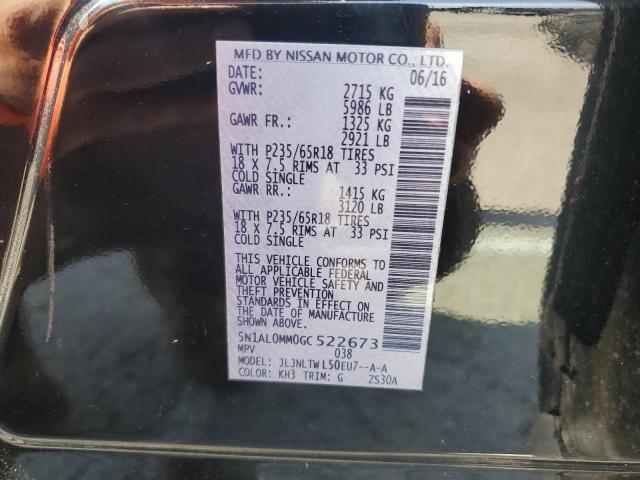 MFD BY NISSAN MOTOR CO., LTD.
DATE: 06/16
GVWR: 2715 KG
5986 LB
GAWR FR.: 1325 KG
2921 LB
WITH P235/65R18 TIRES
18 X 7.5 RIMS AT 33 PSI
COLD SINGLE
GAWR RR.: 1415 KG
3120 LB
WITH P235/65R18 TIRES
18 X 7.5 RIMS AT 33 PSI
COLD SINGLE
THIS VEHICLE CONFORMS TO
ALL APPLICABLE FEDERAL
MOTOR VEHICLE SAFETY AND
THEFT PREVENTION
STANDARDS IN EFFECT ON
THE DATE OF MANUFACTURE
SHOWN ABOVE.
5N1AL0MM0GC 522673
MPV 038
MODEL: JLJNLTWL50EU7--A-A
COLOR: KH3 TRIM: G ZS30A